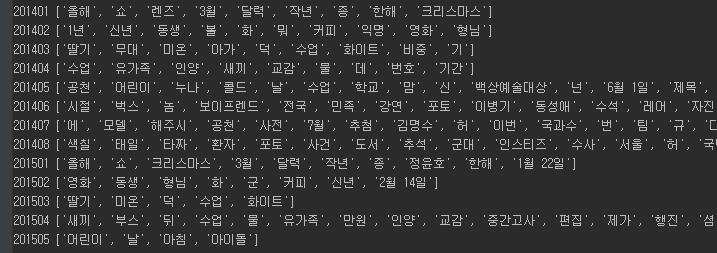 201401 ['올해', '쇼', '렌즈', '3월', '달력', '작년', '종', '한해', '크리스마스']
201402 ['1년', '신년', '동생', '볼', '화', '뭐', '커피', '익명', '영화', '형님']
201403 ['딸기', '무대', '미온', '아가', '덕', '수업', '화이트', '비중', '기']
201404 ['수업', '유가족', '인양', '새끼', '교감', '물', '데', '번호', '기간']
201405 ['공천', '어린이', '누나', '콜드', '날', '수업', '학교', '맘', '신', '백상예술대상', '넌', '6월 1일', '제목',
201406 ['시절', '벅스', '놈', '보이프렌드', '전국', '민족', '강연', '포토', '이병기', '동성애', '수석', '레어', '자진
201407 ['에', '모델', '해주시', '공천', '사전', '7월', '추첨', '김명수', '허', '이번', '국과수', '번', '팀', '규', '
201408 ['색칠', '태일', '타짜', '환자', '포토', '사건', '도서', '추석', '군대', '인스티즈', '수사', '서울', '허', '국
201501 ['올해', '쇼', '크리스마스', '3월', '달력', '작년', '종', '정윤호', '한해', '1월 22일']
201502 ['영화', '동생', '형님', '화', '군', '커피', '신년', '2월 14일']
201503 ['딸기', '미온', '덕', '수업', '화이트']
201504 ['새끼', '부스', '뒤', '수업', '물', '유가족', '만원', '인양', '교감', '중간고사', '편집', '제가', '행진', '셤
201505 ['어린이', '날', '아침', '아이돌']